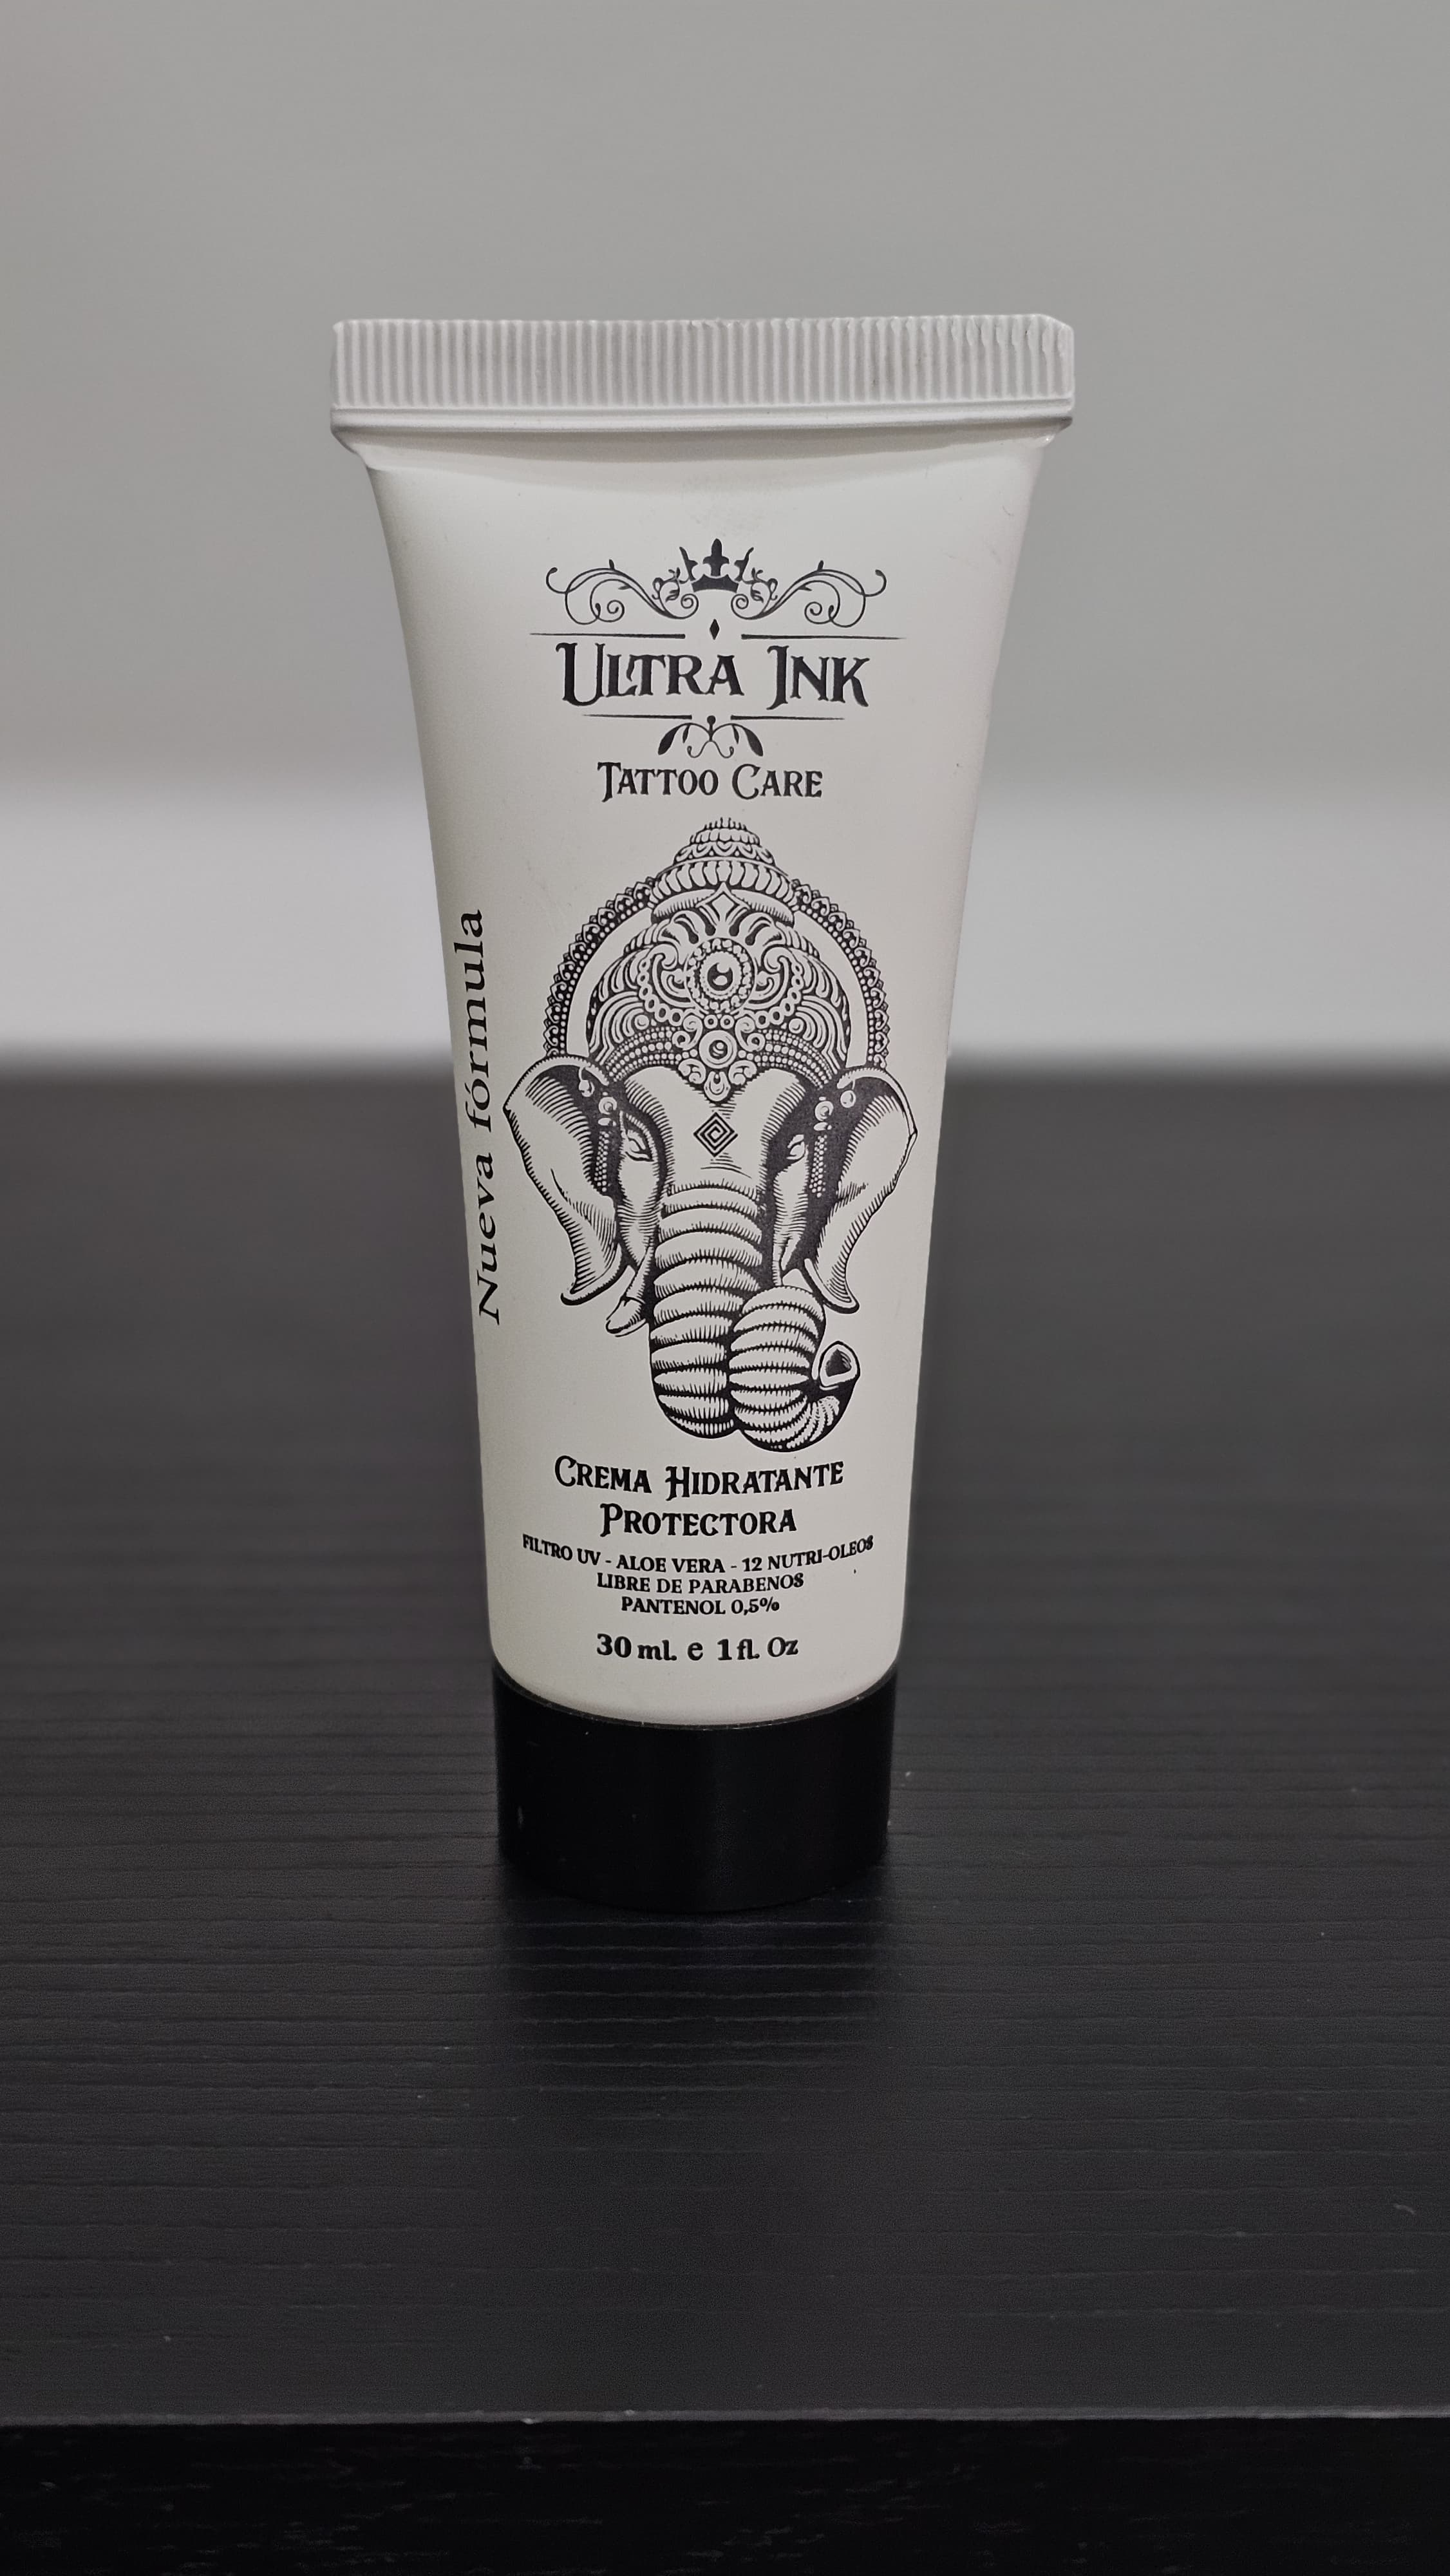 ULTRA INK
TATTOO CARE
Nueva fórmula
CREMA HIDRATANTE
PROTECTORA
FILTRO UV - ALOE VERA - 12 NUTRI-OLEOS
LIBRE DE PARABENOS
PANTENOL 0,5%
30 ml. e 1 fl. Oz